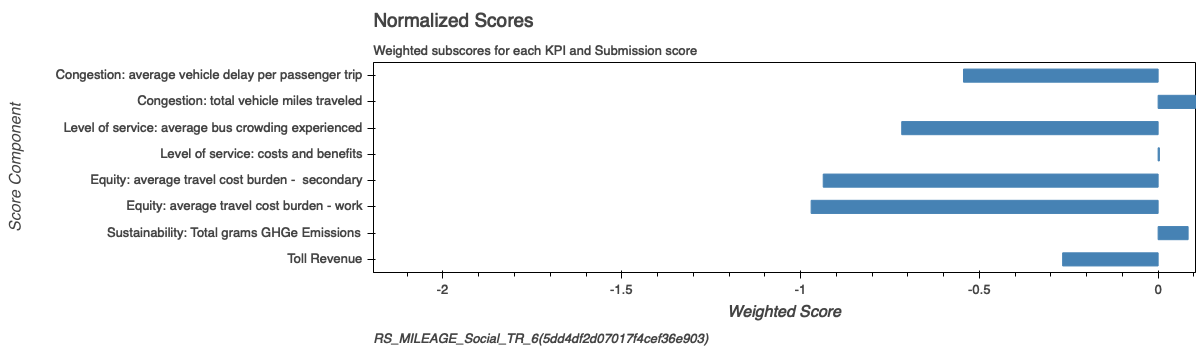 Normalized Scores
Weighted subscores for each KPI and Submission score
Score Component
Congestion: average vehicle delay per passenger trip
Congestion: total vehicle miles traveled
Level of service: average bus crowding experienced
Level of service: costs and benefits
Equity: average travel cost burden -  secondary
Equity: average travel cost burden - work
Sustainability: Total grams GHGe Emissions
Toll Revenue
-2 -1.5 -1 -0.5 0
Weighted Score
RS_MILEAGE_Social_TR_6(5dd4df2d07017f4cef36e903)